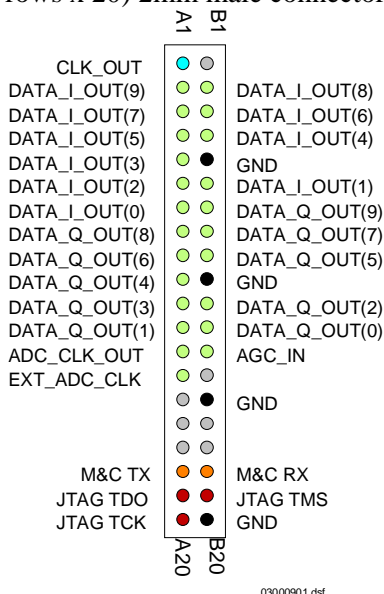 rows x 20) 2mm male connector
A1 B1
CLK_OUT
DATA_I_OUT(9) DATA_I_OUT(8)
DATA_I_OUT(7) DATA_I_OUT(6)
DATA_I_OUT(5) DATA_I_OUT(4)
DATA_I_OUT(3) GND
DATA_I_OUT(2) DATA_I_OUT(1)
DATA_I_OUT(0) DATA_Q_OUT(9)
DATA_Q_OUT(8) DATA_Q_OUT(7)
DATA_Q_OUT(6) DATA_Q_OUT(5)
DATA_Q_OUT(4) GND
DATA_Q_OUT(3) DATA_Q_OUT(2)
DATA_Q_OUT(1) DATA_Q_OUT(0)
ADC_CLK_OUT AGC_IN
EXT_ADC_CLK
GND
M&C TX M&C RX
JTAG TDO JTAG TMS
JTAG TCK GND
A20 B20
03000901.dsf